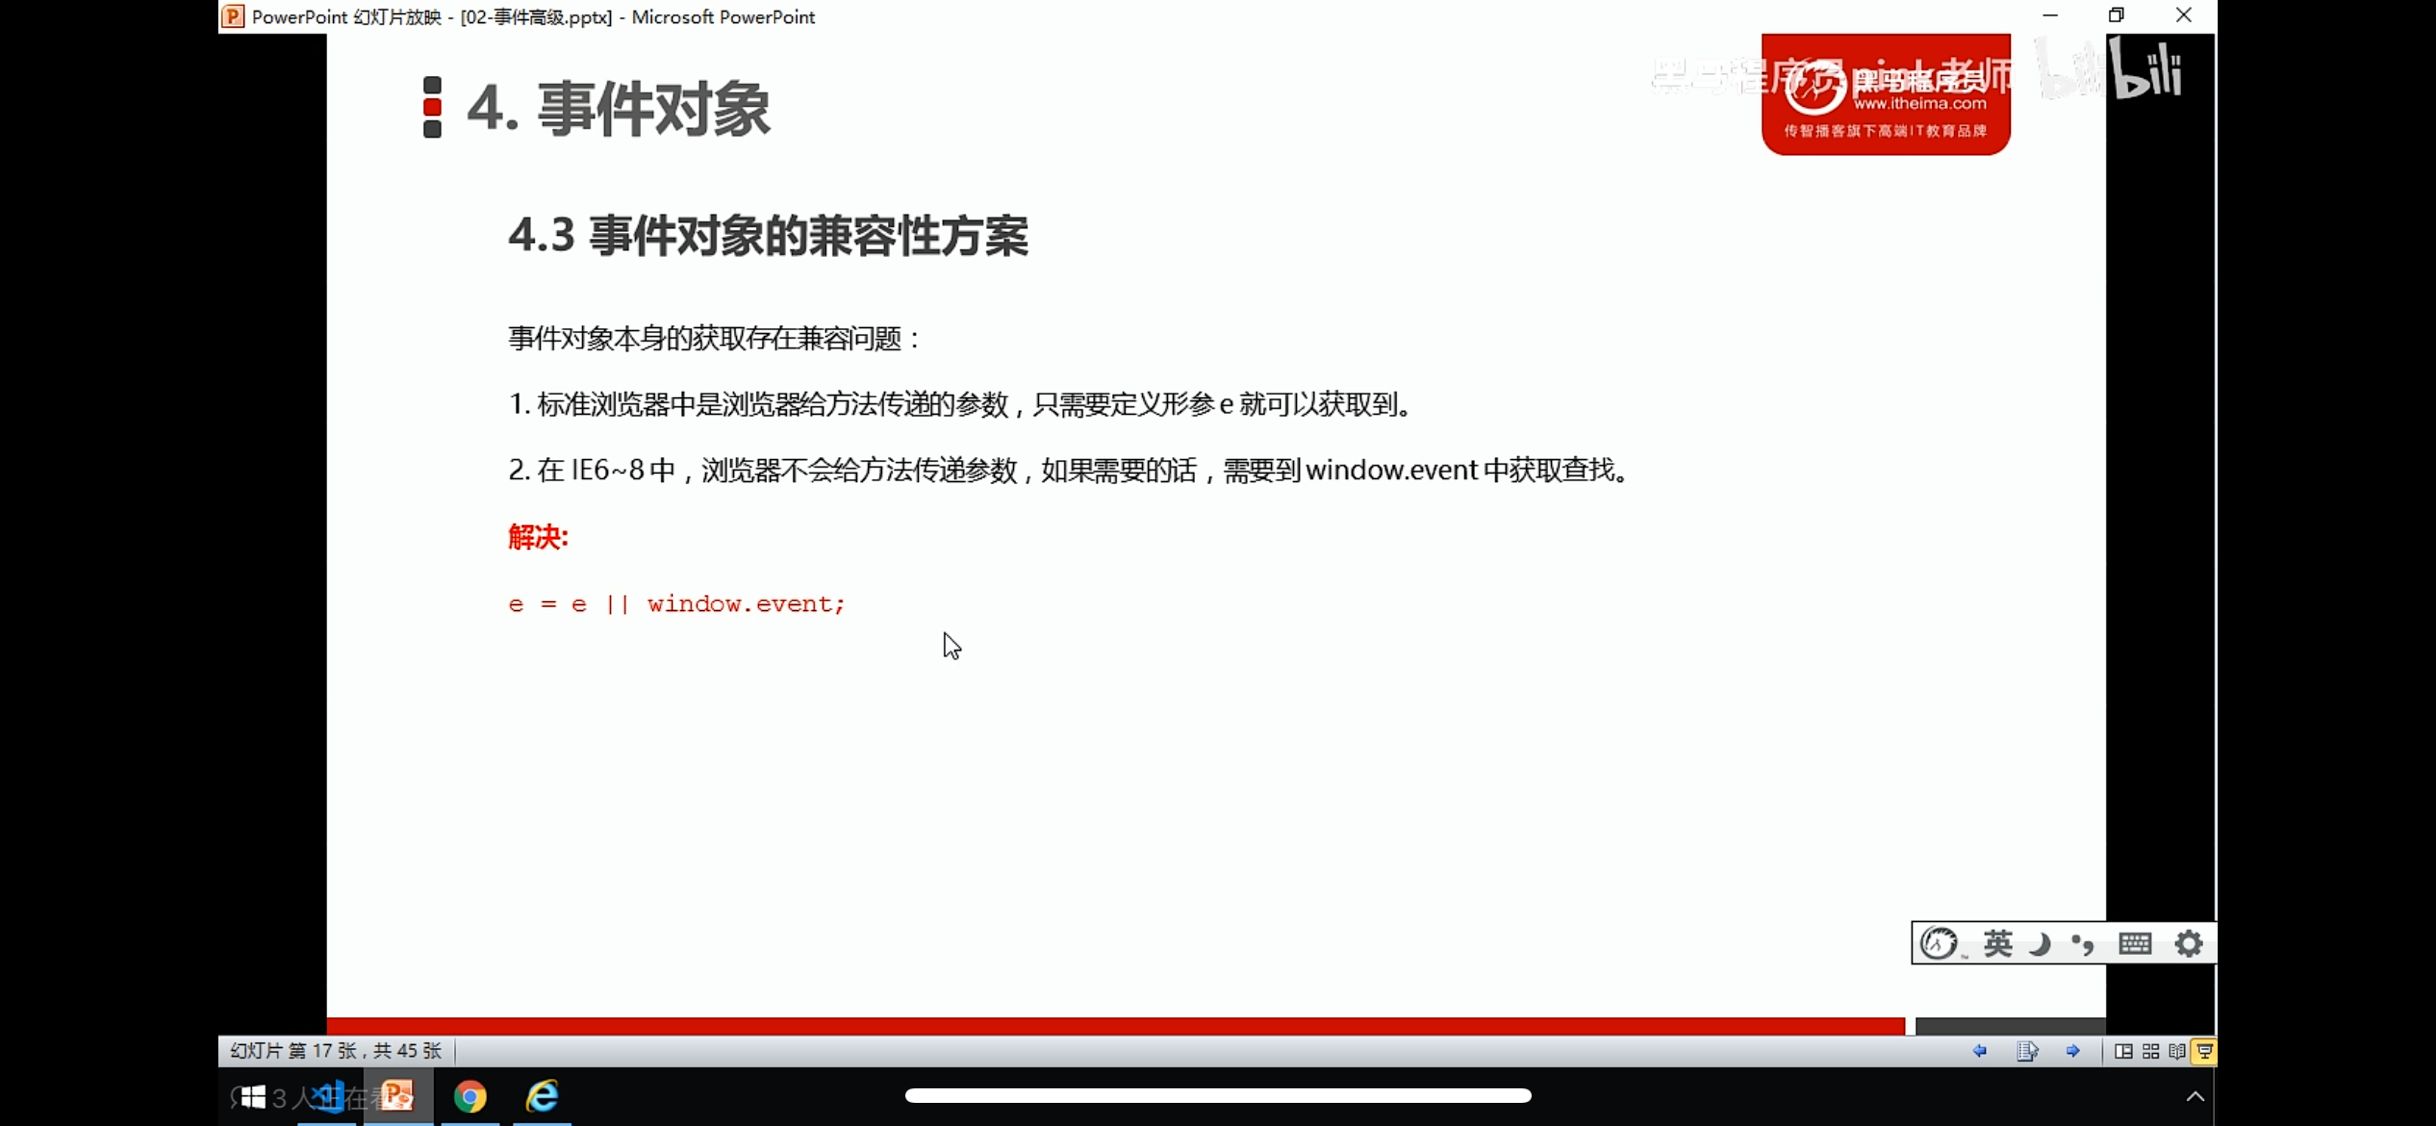 PowerPoint 幻灯片放映 - [02-事件高级.pptx] - Microsoft PowerPoint
黑马程序员pink老师
bilibili
黑马程序员
www.itheima.com
传智播客旗下高端IT教育品牌
4. 事件对象
4.3 事件对象的兼容性方案
事件对象本身的获取存在兼容问题：
1. 标准浏览器中是浏览器给方法传递的参数，只需要定义形参 e 就可以获取到。
2. 在 IE6~8 中，浏览器不会给方法传递参数，如果需要的话，需要到 window.event 中获取查找。
解决:
e = e || window.event;
英
幻灯片 第 17 张，共 45 张
3人正在看